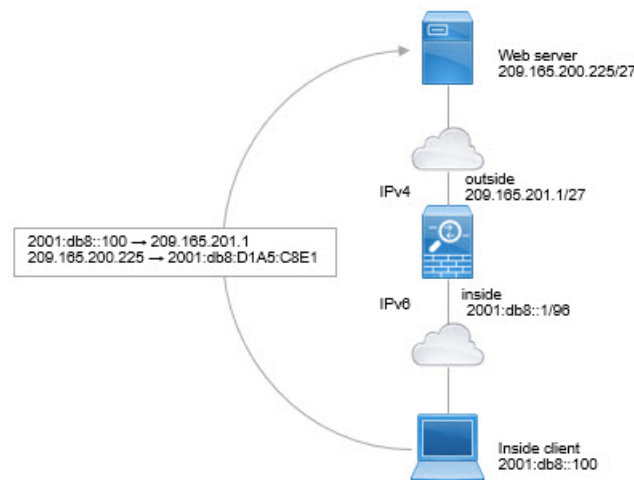 Web server
209.165.200.225/27
outside
209.165.201.1/27
IPv4
2001:db8::100 → 209.165.201.1
209.165.200.225 → 2001:db8:D1A5:C8E1
IPv6
inside
2001:db8::1/96
Inside client
2001:db8::100